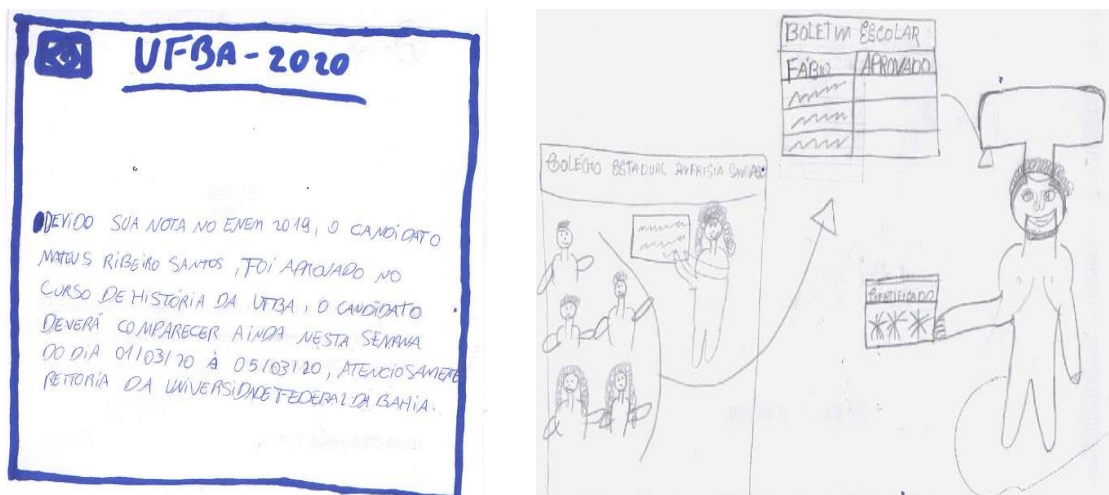 UFBA-2020
DEVIDO SUA NOTA NO ENEM 2019, O CANDIDATO
MATEUS RIBEIRO SANTOS, FOI APROVADO NO
CURSO DE HISTÓRIA DA UFBA, O CANDIDATO
DEVERÁ COMPARECER AINDA NESTA SEMANA
DO DIA 01/03/20 À 05/03/20, ATENCIOSAMENTE
REITORIA DA UNIVERSIDADE FEDERAL DA BAHIA.
BOLETIM ESCOLAR
FÁBIO APROVADO
COLÉGIO ESTADUAL ANFRISIA
CERTIFICADO